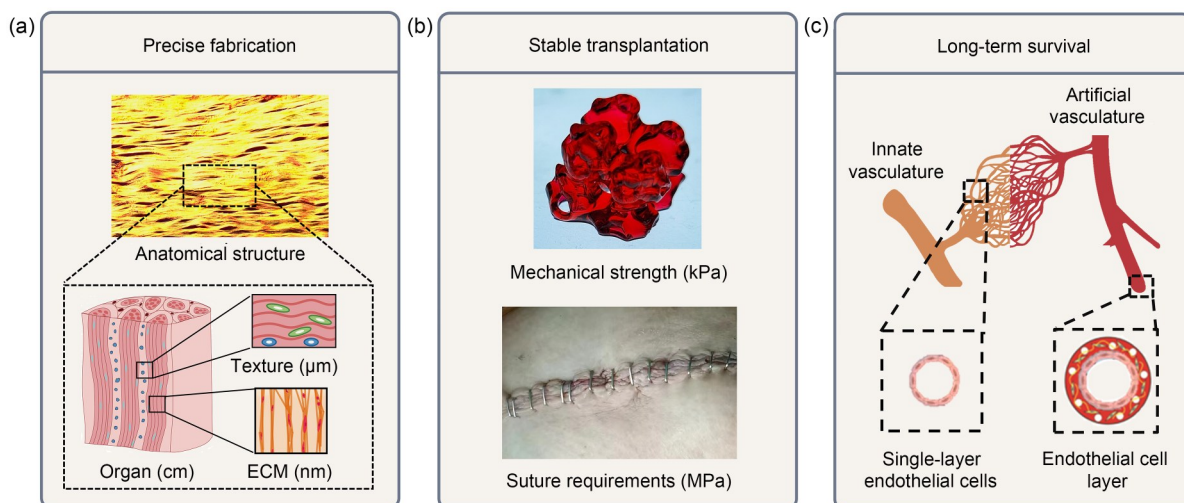 (a)
Precise fabrication
Anatomical structure
Texture (μm)
Organ (cm)
ECM (nm)
(b)
Stable transplantation
Mechanical strength (kPa)
Suture requirements (MPa)
(c)
Long-term survival
Artificial
vasculature
Innate
vasculature
Single-layer
endothelial cells
Endothelial cell
layer